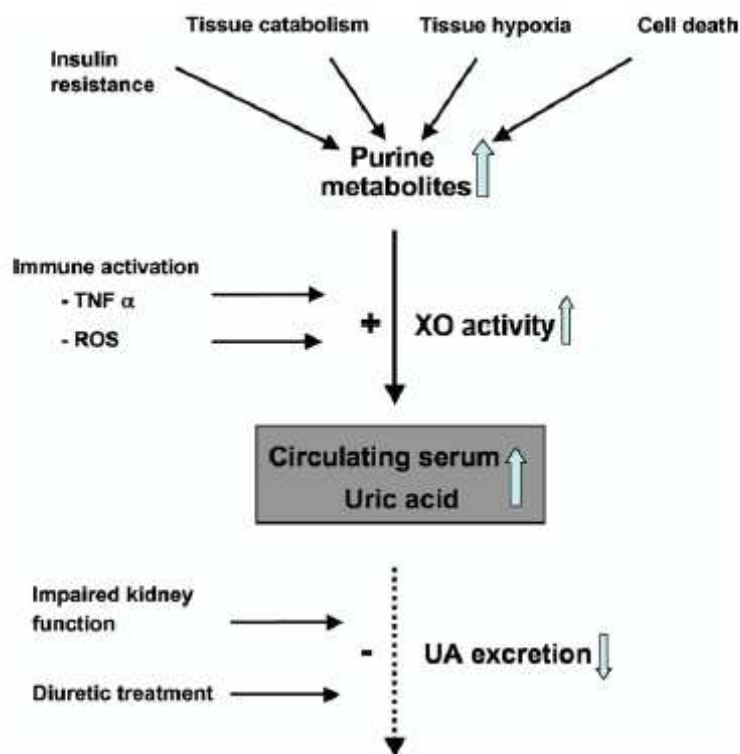 Tissue catabolism
Tissue hypoxia
Cell death
Insulin
resistance
Purine
metabolites
Immune activation
- TNF α
- ROS
+
XO activity
Circulating serum
Uric acid
Impaired kidney
function
-
UA excretion
Diuretic treatment